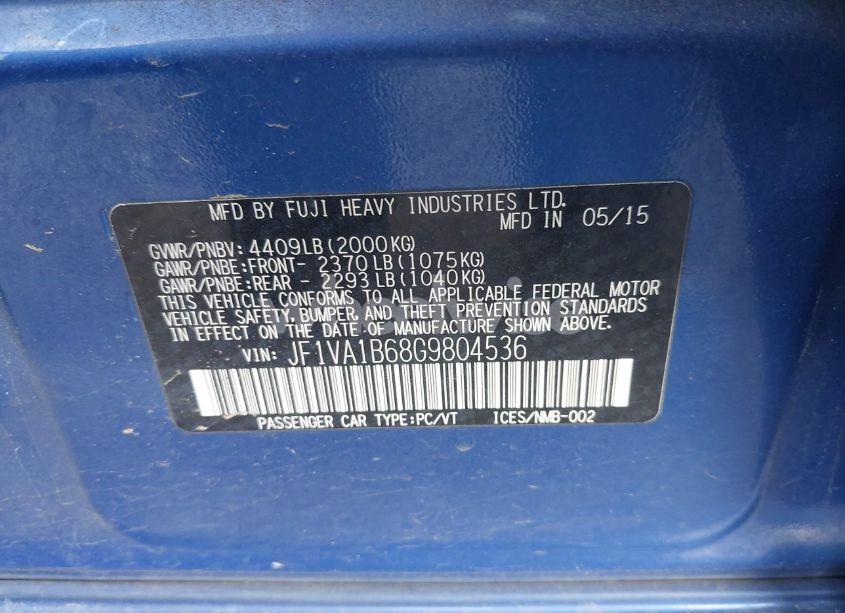 MFD BY FUJI HEAVY INDUSTRIES LTD.
MFD IN 05/15
GVWR/PNBV: 4409LB(2000KG)
GAWR/PNBE:FRONT- 2370LB(1075KG)
GAWR/PNBE:REAR - 2293LB(1040KG)
THIS VEHICLE CONFORMS TO ALL APPLICABLE FEDERAL MOTOR
VEHICLE SAFETY, BUMPER, AND THEFT PREVENTION STANDARDS
IN EFFECT ON THE DATE OF MANUFACTURE SHOWN ABOVE.
VIN: JF1VA1B68G9804536
PASSENGER CAR TYPE:PC/VT ICES/NMB-002